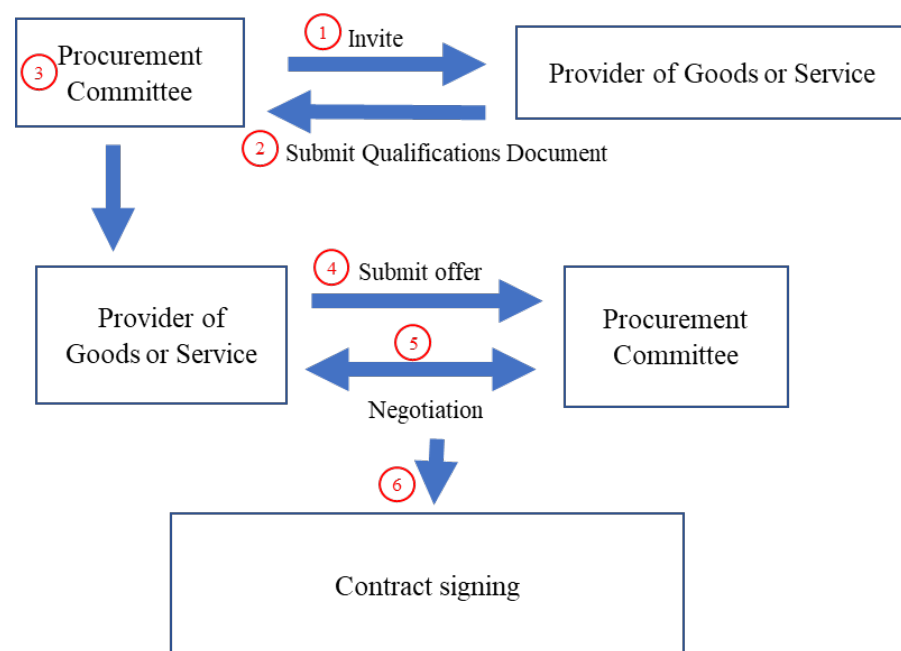 1 Invite
3 Procurement
Committee
Provider of Goods or Service
2 Submit Qualifications Document
4 Submit offer
Provider of
Goods or Service
5
Procurement
Committee
Negotiation
6
Contract signing